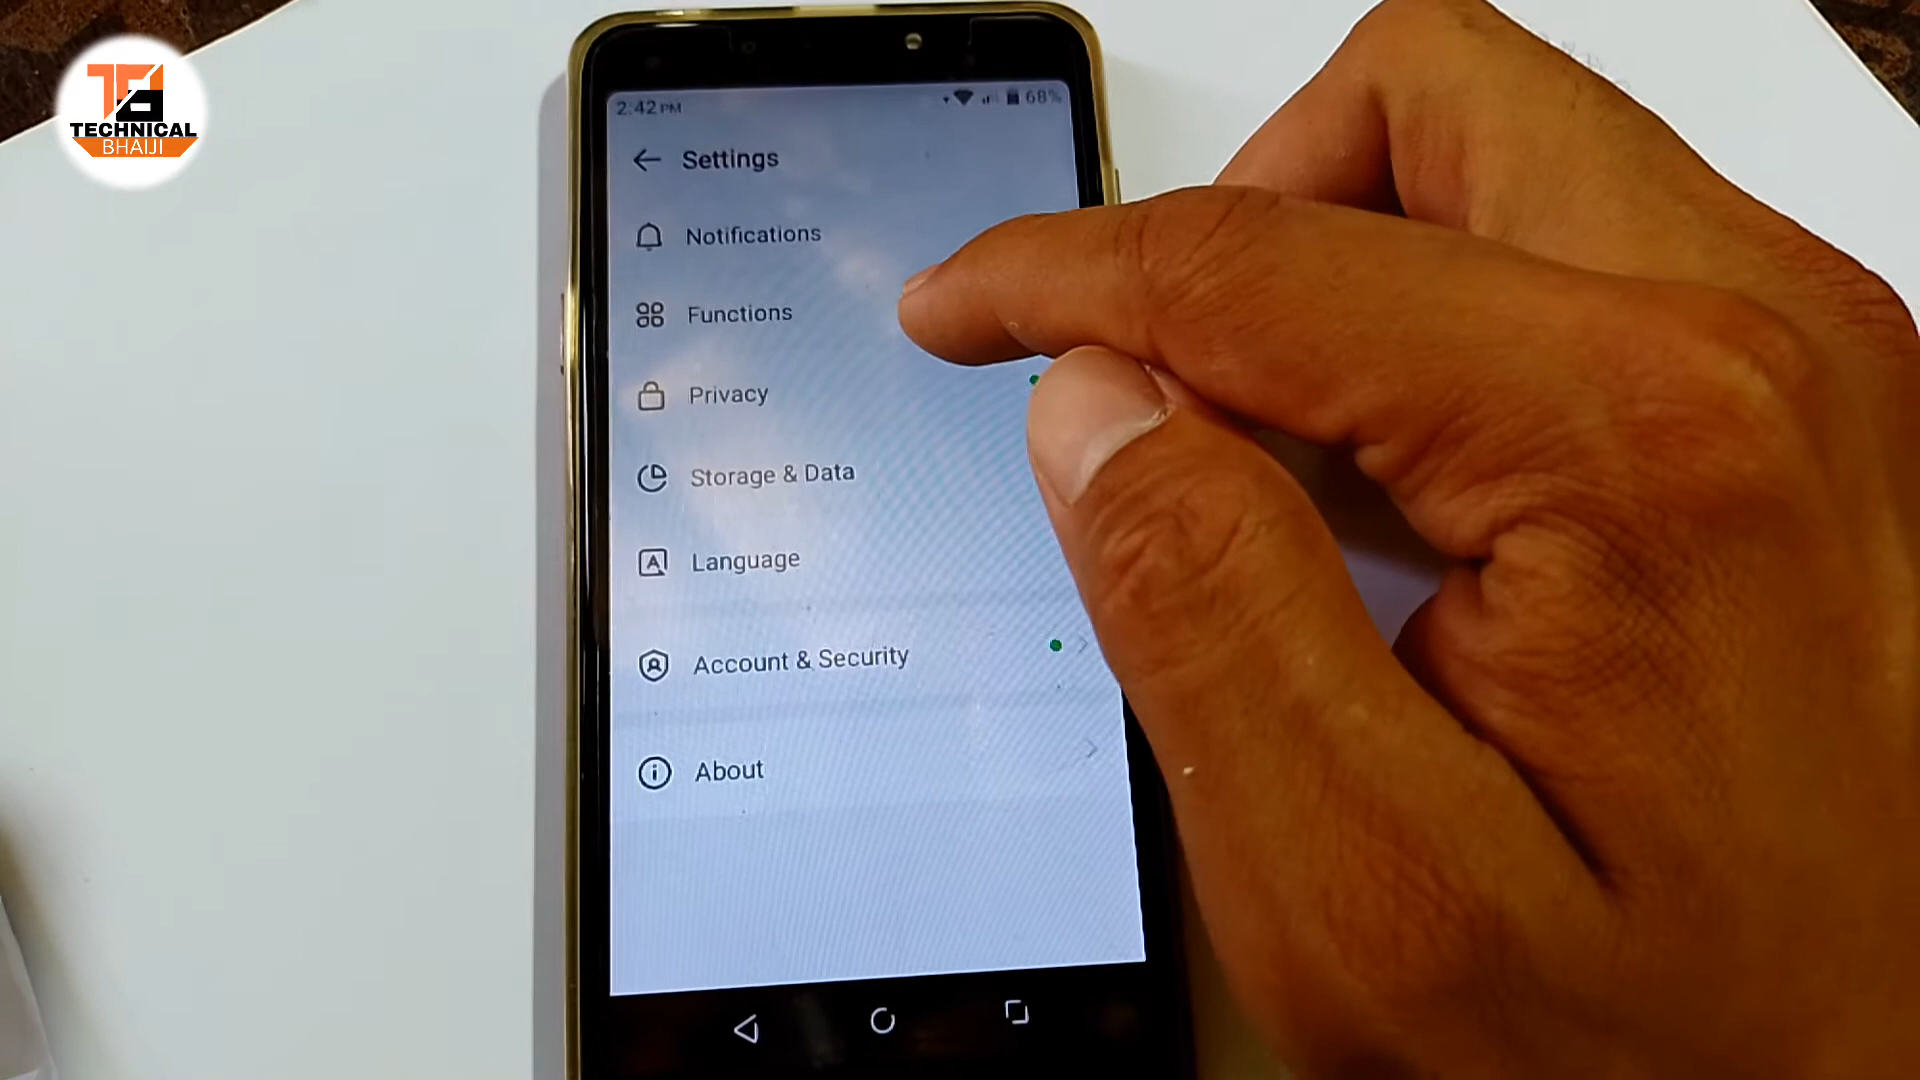 TECHNICAL
BHAIJI
2:42 PM
68%
Settings
Notifications
Functions
Privacy
Storage & Data
Language
Account & Security
About